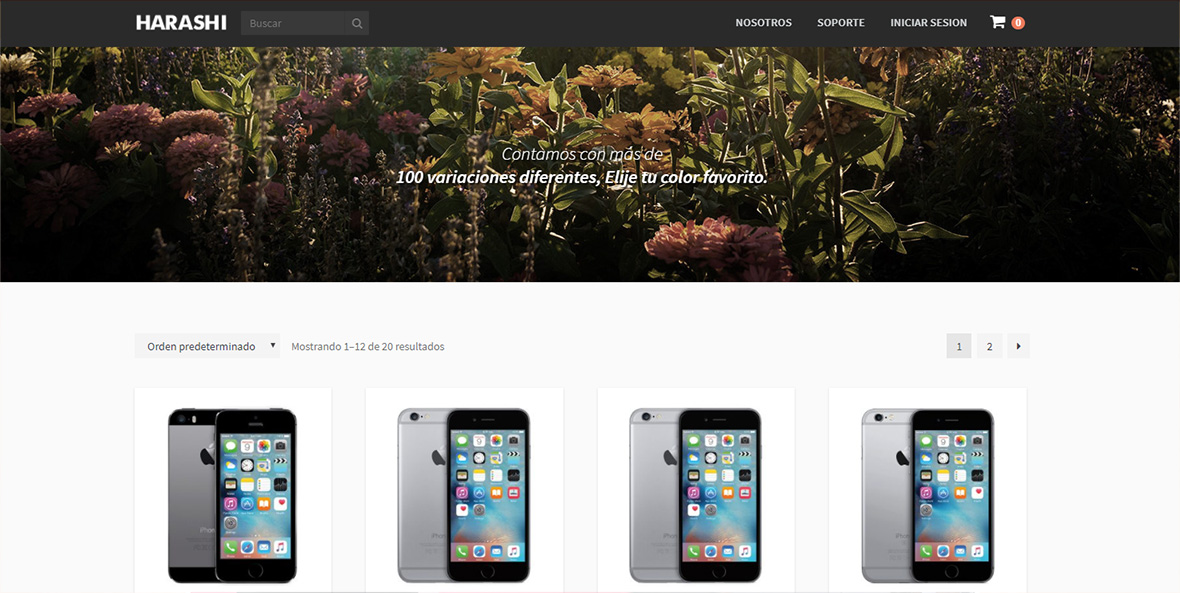 HARASHI
Buscar
NOSOTROS
SOPORTE
INICIAR SESION
0
Contamos con más de
100 variaciones diferentes, Elije tu color favorito.
Orden predeterminado
Mostrando 1–12 de 20 resultados
1
2